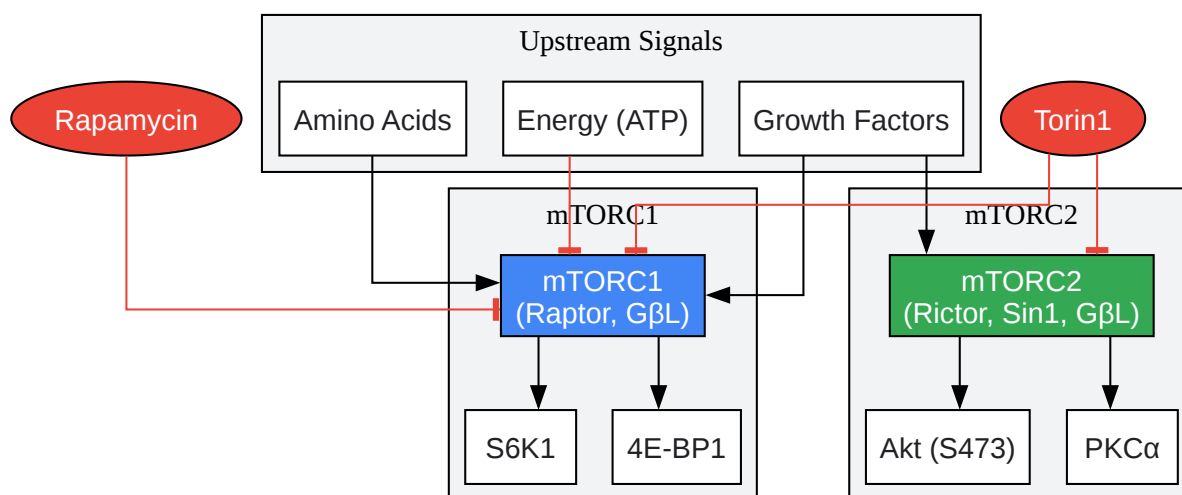 Upstream Signals
Rapamycin
Amino Acids
Energy (ATP)
Growth Factors
Torin1
mTORC1
mTORC2
mTORC1
(Raptor, GβL)
mTORC2
(Rictor, Sin1, GβL)
S6K1
4E-BP1
Akt (S473)
PKCα